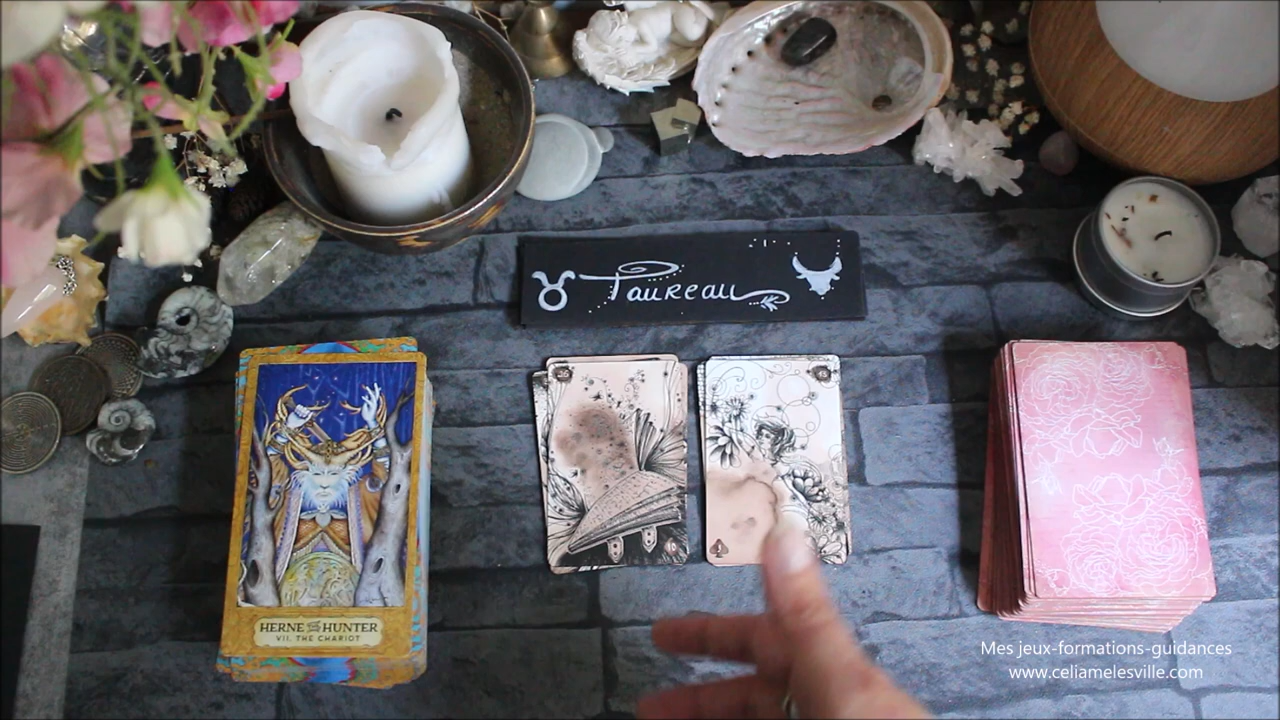 Taureau
HERNE THE HUNTER
VII. THE CHARIOT
Mes jeux-formations-guidances
www.celiamelesville.com